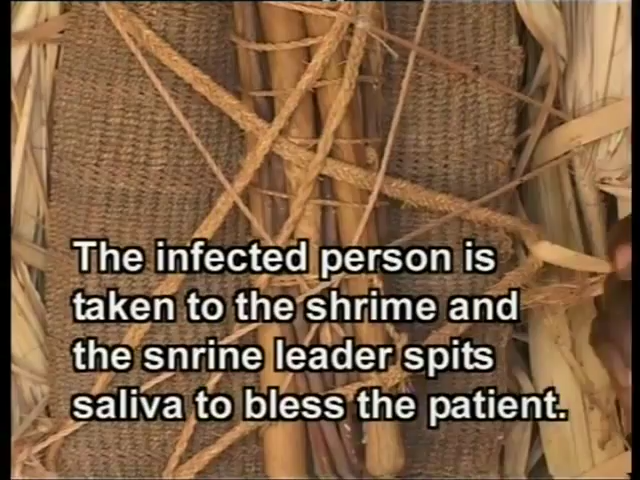 The infected person is
taken to the shrime and
the snrine leader spits
saliva to bless the patient.